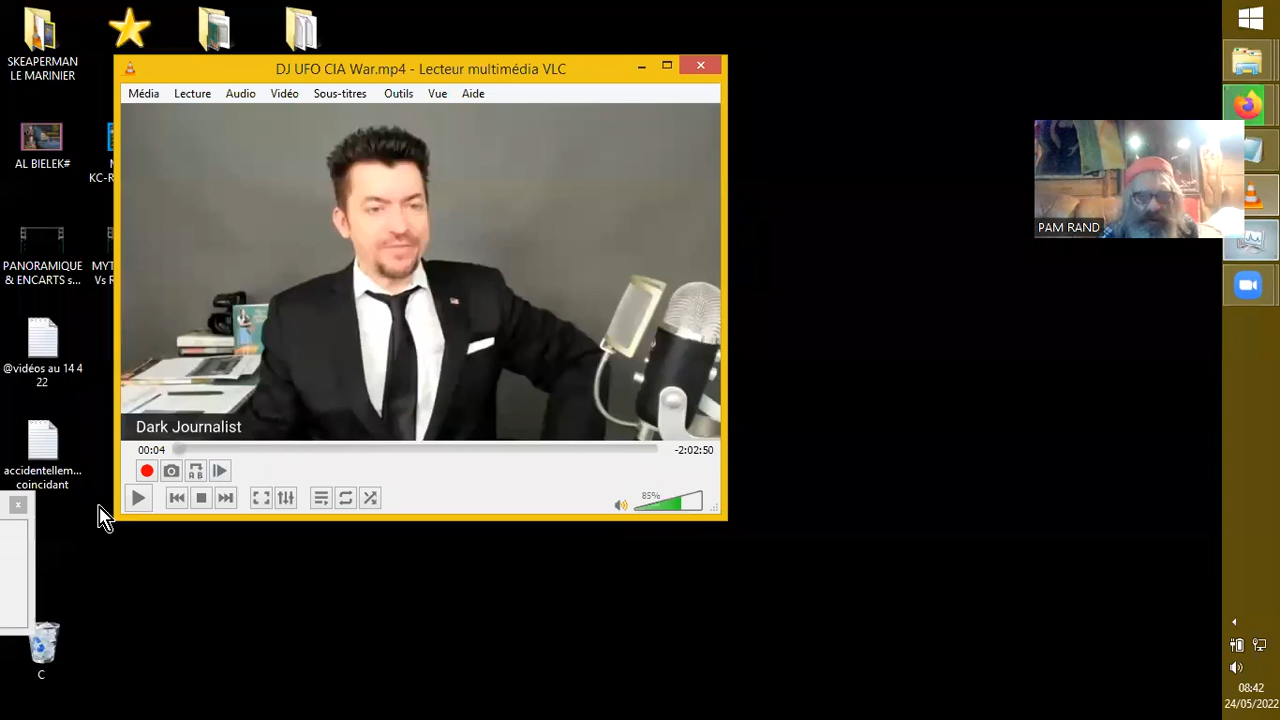 SKEAPERMAN
LE MARINIER
DJ UFO CIA War.mp4 - Lecteur multimédia VLC
Média Lecture Audio Vidéo Sous-titres Outils Vue Aide
AL BIELEK#
KC-R
PANORAMIQUE
& ENCARTS s...
MYT
Vs R
@vidéos au 14 4
22
accidentellem...
coincidant
x
C
Dark Journalist
00:04
-2:02:50
A B
85%
PAM RAND
08:42
24/05/2022